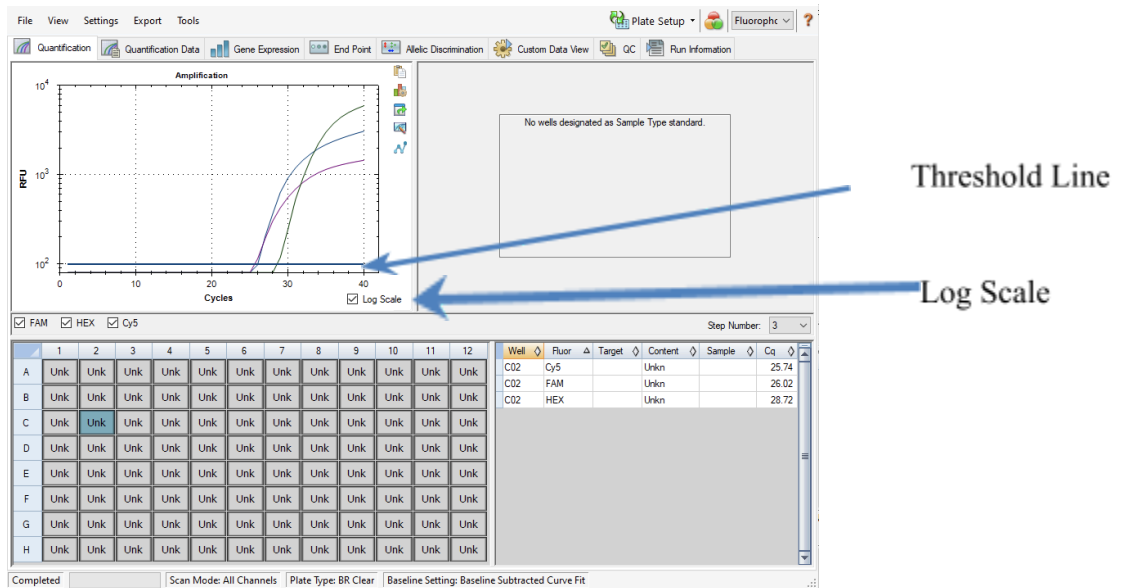 File View Settings Export Tools Plate Setup Fluorophc ?
Quantification Quantification Data Gene Expression End Point Allelic Discrimination Custom Data View QC Run Information
Amplification
10⁴
10³
10²
RFU
0 10 20 30 40
Cycles
Log Scale
No wells designated as Sample Type standard.
Threshold Line
Log Scale
FAM HEX Cy5
Step Number: 3
1 2 3 4 5 6 7 8 9 10 11 12
A Unk Unk Unk Unk Unk Unk Unk Unk Unk Unk Unk Unk
B Unk Unk Unk Unk Unk Unk Unk Unk Unk Unk Unk Unk
C Unk Unk Unk Unk Unk Unk Unk Unk Unk Unk Unk Unk
D Unk Unk Unk Unk Unk Unk Unk Unk Unk Unk Unk Unk
E Unk Unk Unk Unk Unk Unk Unk Unk Unk Unk Unk Unk
F Unk Unk Unk Unk Unk Unk Unk Unk Unk Unk Unk Unk
G Unk Unk Unk Unk Unk Unk Unk Unk Unk Unk Unk Unk
H Unk Unk Unk Unk Unk Unk Unk Unk Unk Unk Unk Unk
Well Fluor Target Content Sample Cq
C02 Cy5 Unkn 25.74
C02 FAM Unkn 26.02
C02 HEX Unkn 28.72
Completed Scan Mode: All Channels Plate Type: BR Clear Baseline Setting: Baseline Subtracted Curve Fit